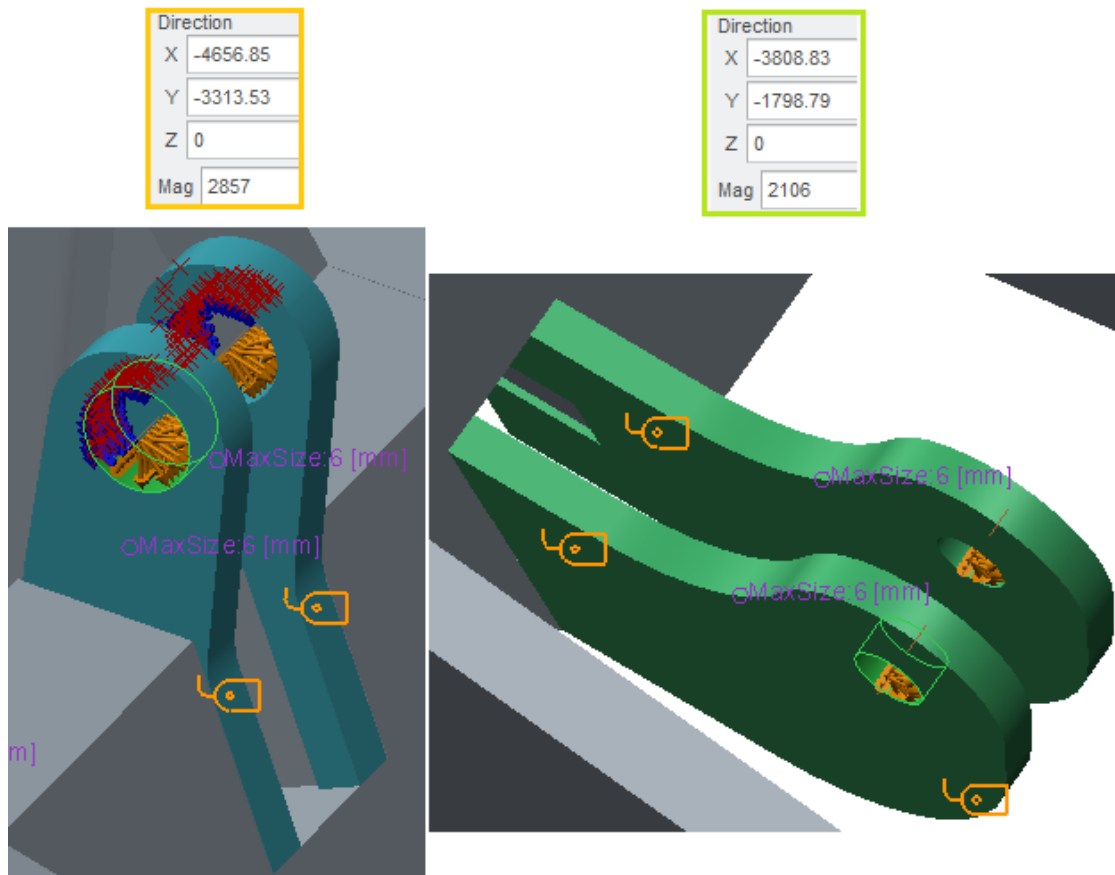 Direction
X -4656.85
Y -3313.53
Z 0
Mag 2857
Direction
X -3808.83
Y -1798.79
Z 0
Mag 2106
MaxSize:6 [mm]
MaxSize:6 [mm]
m]
MaxSize:6 [mm]
MaxSize:6 [mm]